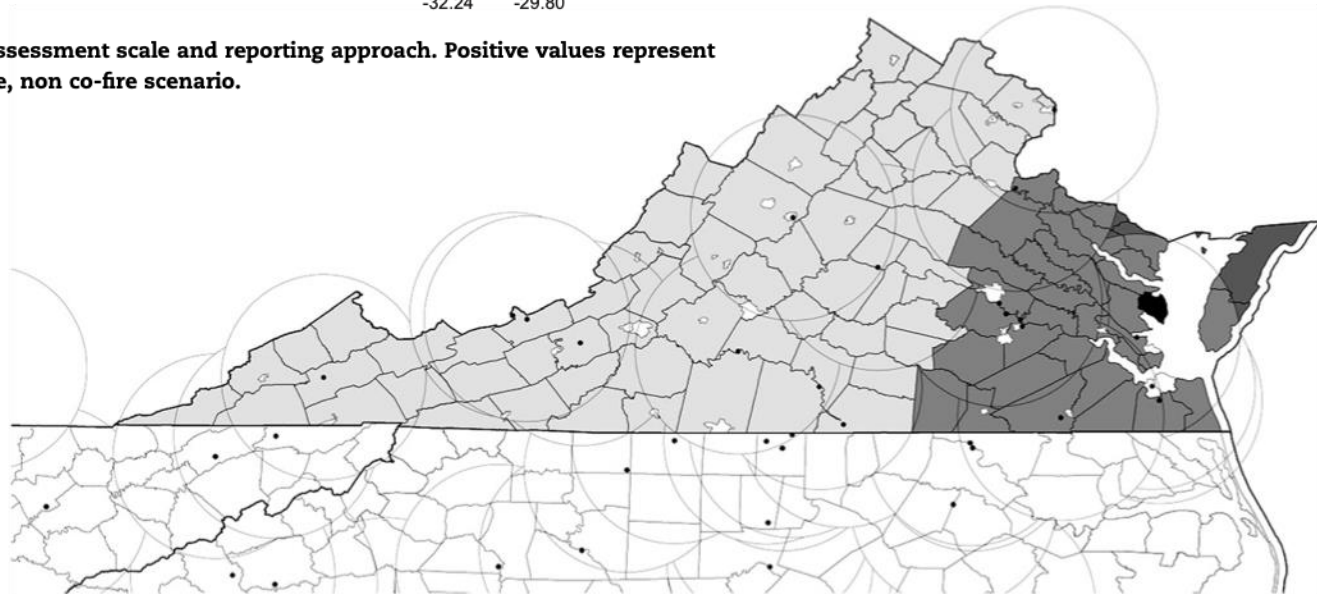 -32.24 -29.80
ssessment scale and reporting approach. Positive values represent
e, non co-fire scenario.